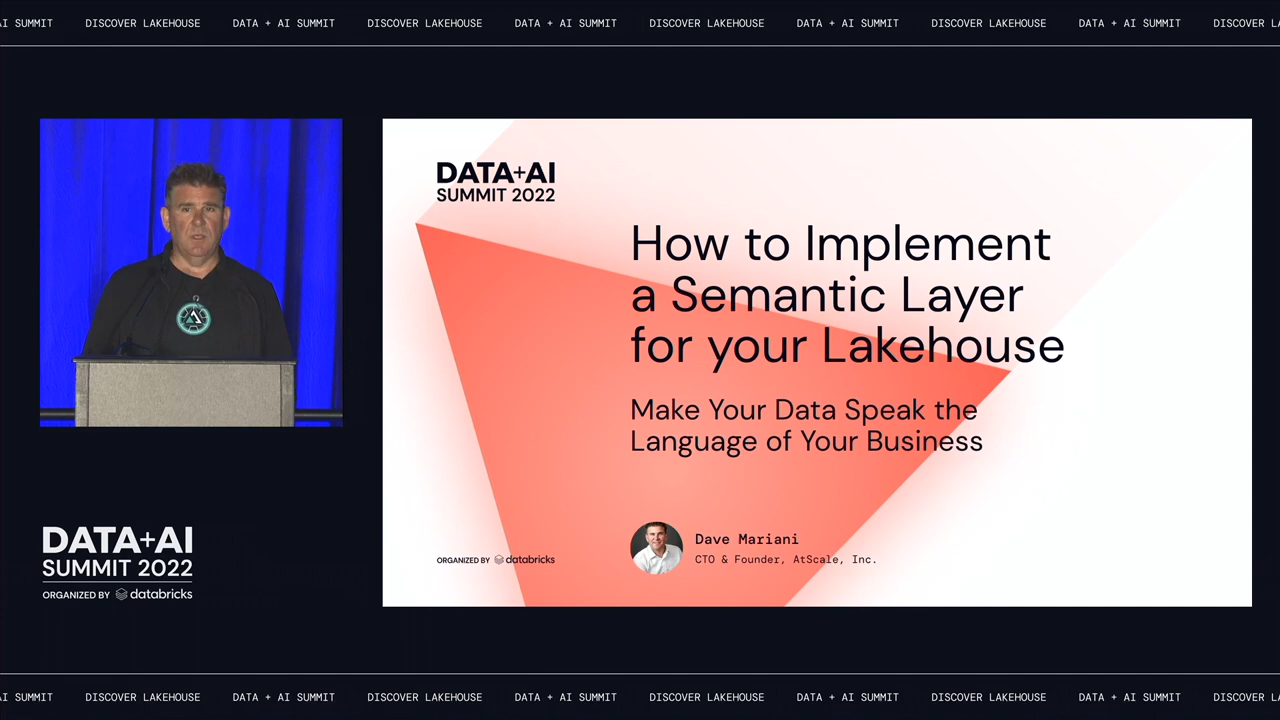 AI SUMMIT DISCOVER LAKEHOUSE DATA + AI SUMMIT DISCOVER LAKEHOUSE DATA + AI SUMMIT DISCOVER LAKEHOUSE DATA + AI SUMMIT DISCOVER LAKEHOUSE DATA + AI SUMMIT DISCOVER LA
DATA+AI
SUMMIT 2022
How to Implement
a Semantic Layer
for your Lakehouse
Make Your Data Speak the
Language of Your Business
Dave Mariani
CTO & Founder, AtScale, Inc.
ORGANIZED BY databricks
DATA+AI
SUMMIT 2022
ORGANIZED BY databricks
AI SUMMIT DISCOVER LAKEHOUSE DATA + AI SUMMIT DISCOVER LAKEHOUSE DATA + AI SUMMIT DISCOVER LAKEHOUSE DATA + AI SUMMIT DISCOVER LAKEHOUSE DATA + AI SUMMIT DISCOVER LA